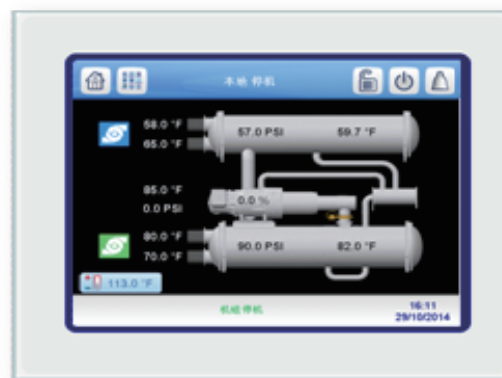 本地 停机
58.0 °F
65.0 °F
57.0 PSI
59.7 °F
85.0 °F
0.0 PSI
0.0 %
80.0 °F
70.0 °F
90.0 PSI
82.0 °F
113.0 °F
机组停机
16:11
29/10/2014